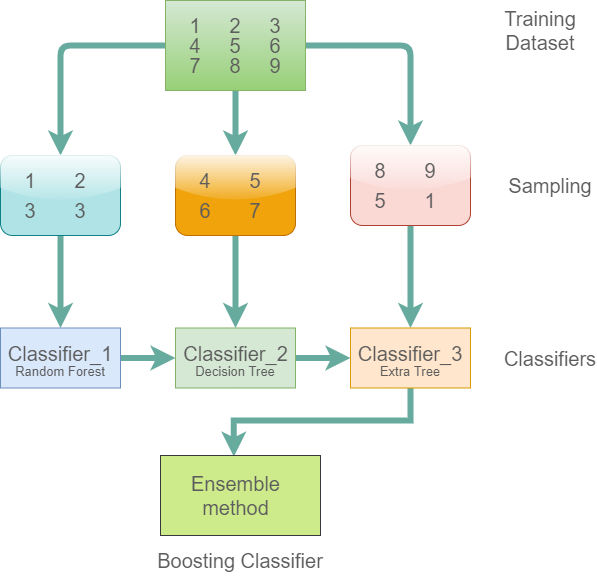 1 2 3
4 5 6
7 8 9
Training
Dataset
1 2
3 3
4 5
6 7
8 9
5 1
Sampling
Classifier_1
Random Forest
Classifier_2
Decision Tree
Classifier_3
Extra Tree
Classifiers
Ensemble
method
Boosting Classifier